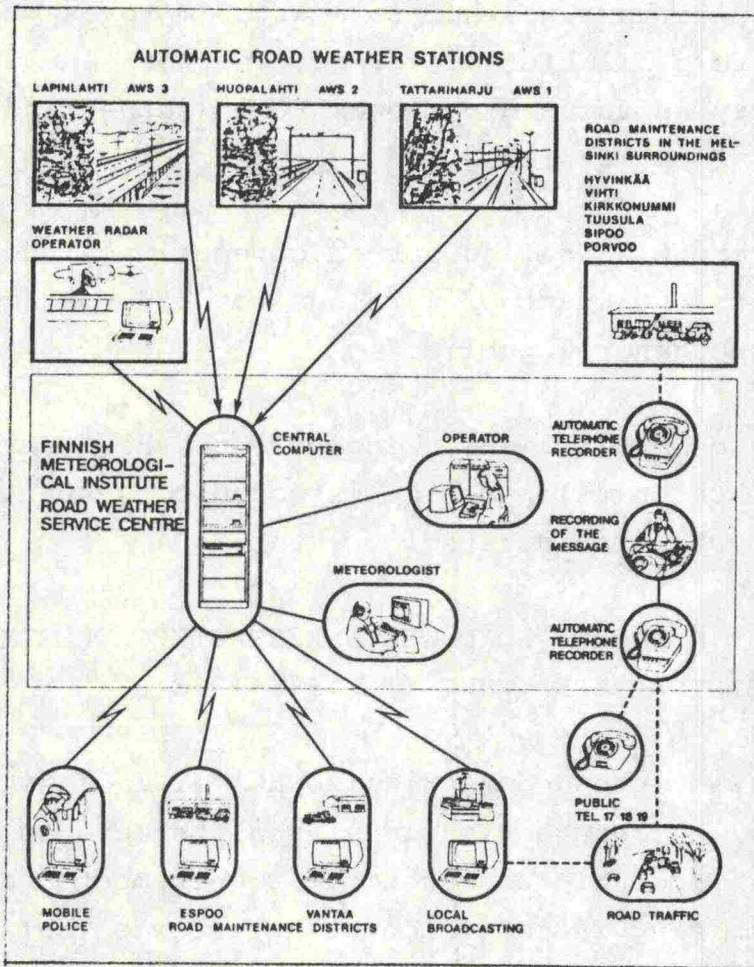 AUTOMATIC ROAD WEATHER STATIONS
LAPINLAHTI AWS 3
HUOPALAHTI AWS 2
TATTARIHARJU AWS 1
ROAD MAINTENANCE
DISTRICTS IN THE HEL-
SINKI SURROUNDINGS
HYVINKÄÄ
VIHTI
KIRKKONUMMI
TUUSULA
SIPOO
PORVOO
WEATHER RADAR
OPERATOR
FINNISH
METEOROLOGI-
CAL INSTITUTE
ROAD WEATHER
SERVICE CENTRE
CENTRAL
COMPUTER
OPERATOR
METEOROLOGIST
AUTOMATIC
TELEPHONE
RECORDER
RECORDING
OF THE
MESSAGE
AUTOMATIC
TELEPHONE
RECORDER
PUBLIC
TEL. 17 18 19
MOBILE
POLICE
ESPOO
VANTAA
ROAD MAINTENANCE DISTRICTS
LOCAL
BROADCASTING
ROAD TRAFFIC